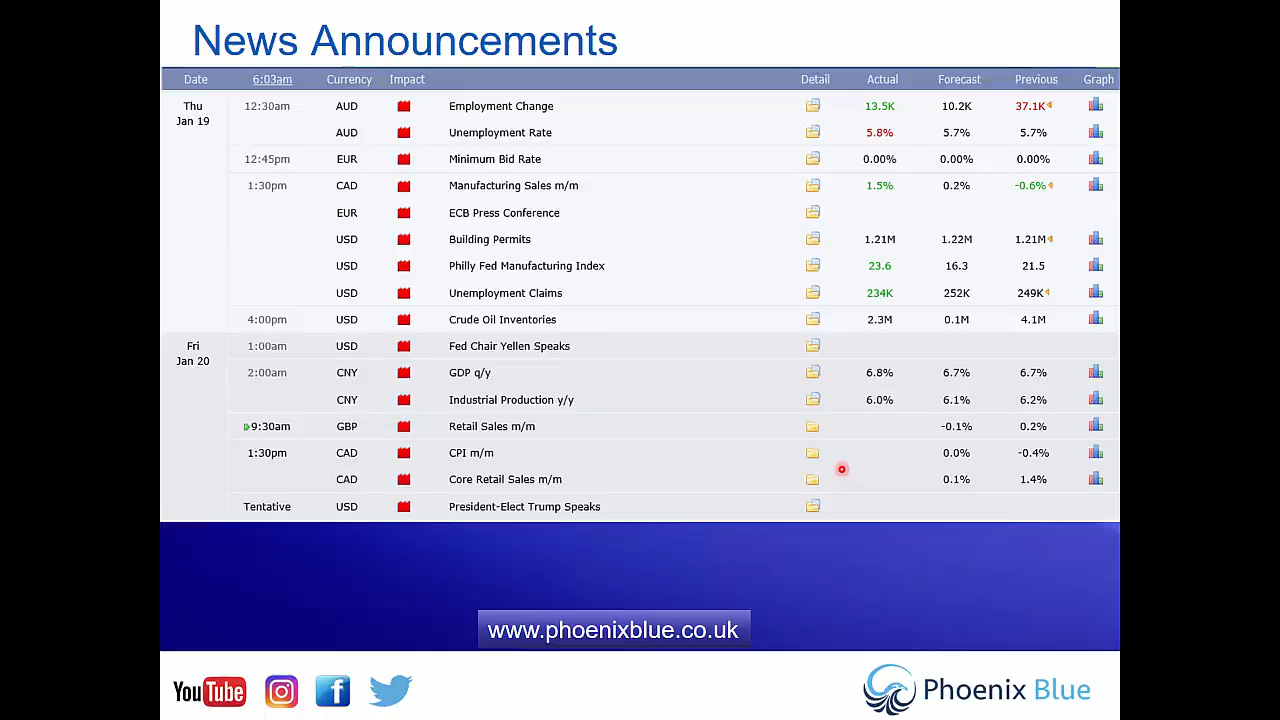 News Announcements
Date 6:03am Currency Impact Detail Actual Forecast Previous Graph
Thu Jan 19 12:30am AUD Employment Change 13.5K 10.2K 37.1K
AUD Unemployment Rate 5.8% 5.7% 5.7%
12:45pm EUR Minimum Bid Rate 0.00% 0.00% 0.00%
1:30pm CAD Manufacturing Sales m/m 1.5% 0.2% -0.6%
EUR ECB Press Conference
USD Building Permits 1.21M 1.22M 1.21M
USD Philly Fed Manufacturing Index 23.6 16.3 21.5
USD Unemployment Claims 234K 252K 249K
4:00pm USD Crude Oil Inventories 2.3M 0.1M 4.1M
Fri Jan 20 1:00am USD Fed Chair Yellen Speaks
2:00am CNY GDP q/y 6.8% 6.7% 6.7%
CNY Industrial Production y/y 6.0% 6.1% 6.2%
9:30am GBP Retail Sales m/m -0.1% 0.2%
1:30pm CAD CPI m/m 0.0% -0.4%
CAD Core Retail Sales m/m 0.1% 1.4%
Tentative USD President-Elect Trump Speaks
www.phoenixblue.co.uk
YouTube
Phoenix Blue